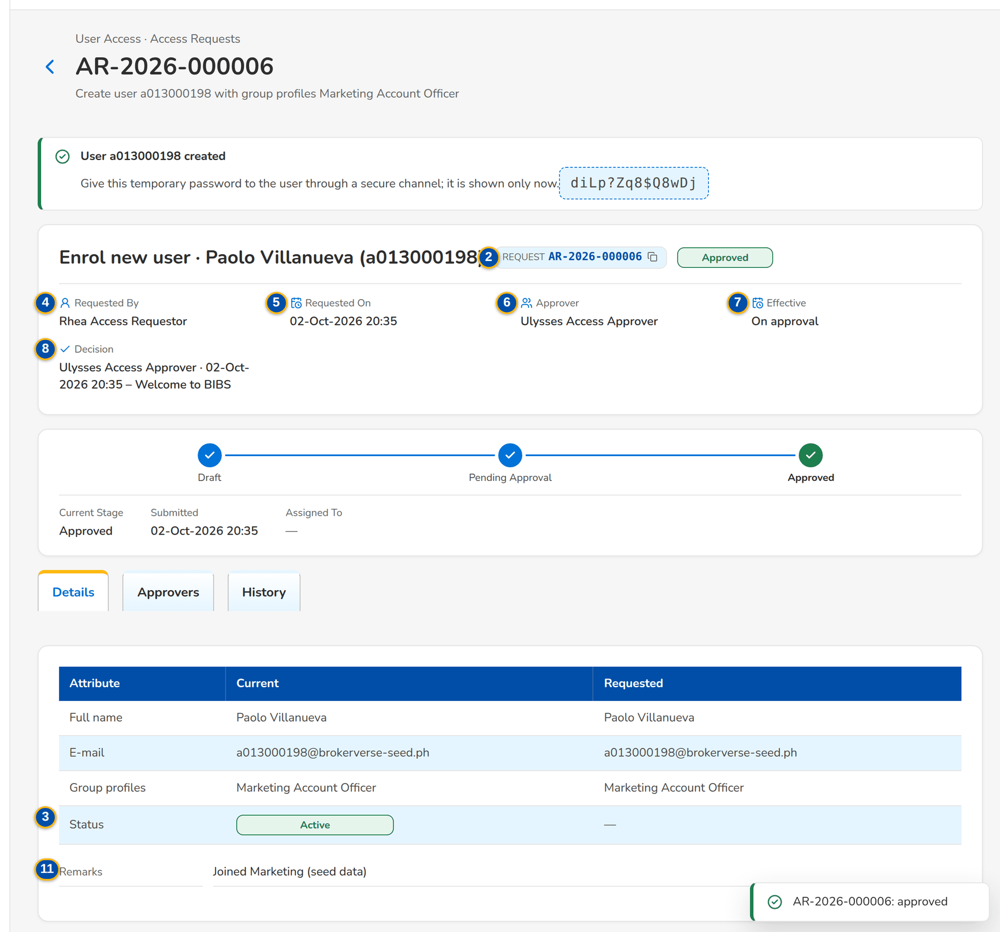 User Access · Access Requests
AR-2026-000006
Create user a013000198 with group profiles Marketing Account Officer
User a013000198 created
Give this temporary password to the user through a secure channel; it is shown only now. diLp?Zq8$Q8wDj
Enrol new user · Paolo Villanueva (a013000198) 2 REQUEST AR-2026-000006 Approved
4 Requested By 5 Requested On 6 Approver 7 Effective
Rhea Access Requestor 02-Oct-2026 20:35 Ulysses Access Approver On approval
8 Decision
Ulysses Access Approver · 02-Oct-
2026 20:35 – Welcome to BIBS
Draft Pending Approval Approved
Current Stage Submitted Assigned To
Approved 02-Oct-2026 20:35 —
Details Approvers History
Attribute Current Requested
Full name Paolo Villanueva Paolo Villanueva
E-mail a013000198@brokerverse-seed.ph a013000198@brokerverse-seed.ph
Group profiles Marketing Account Officer Marketing Account Officer
3 Status Active —
11 Remarks Joined Marketing (seed data)
AR-2026-000006: approved